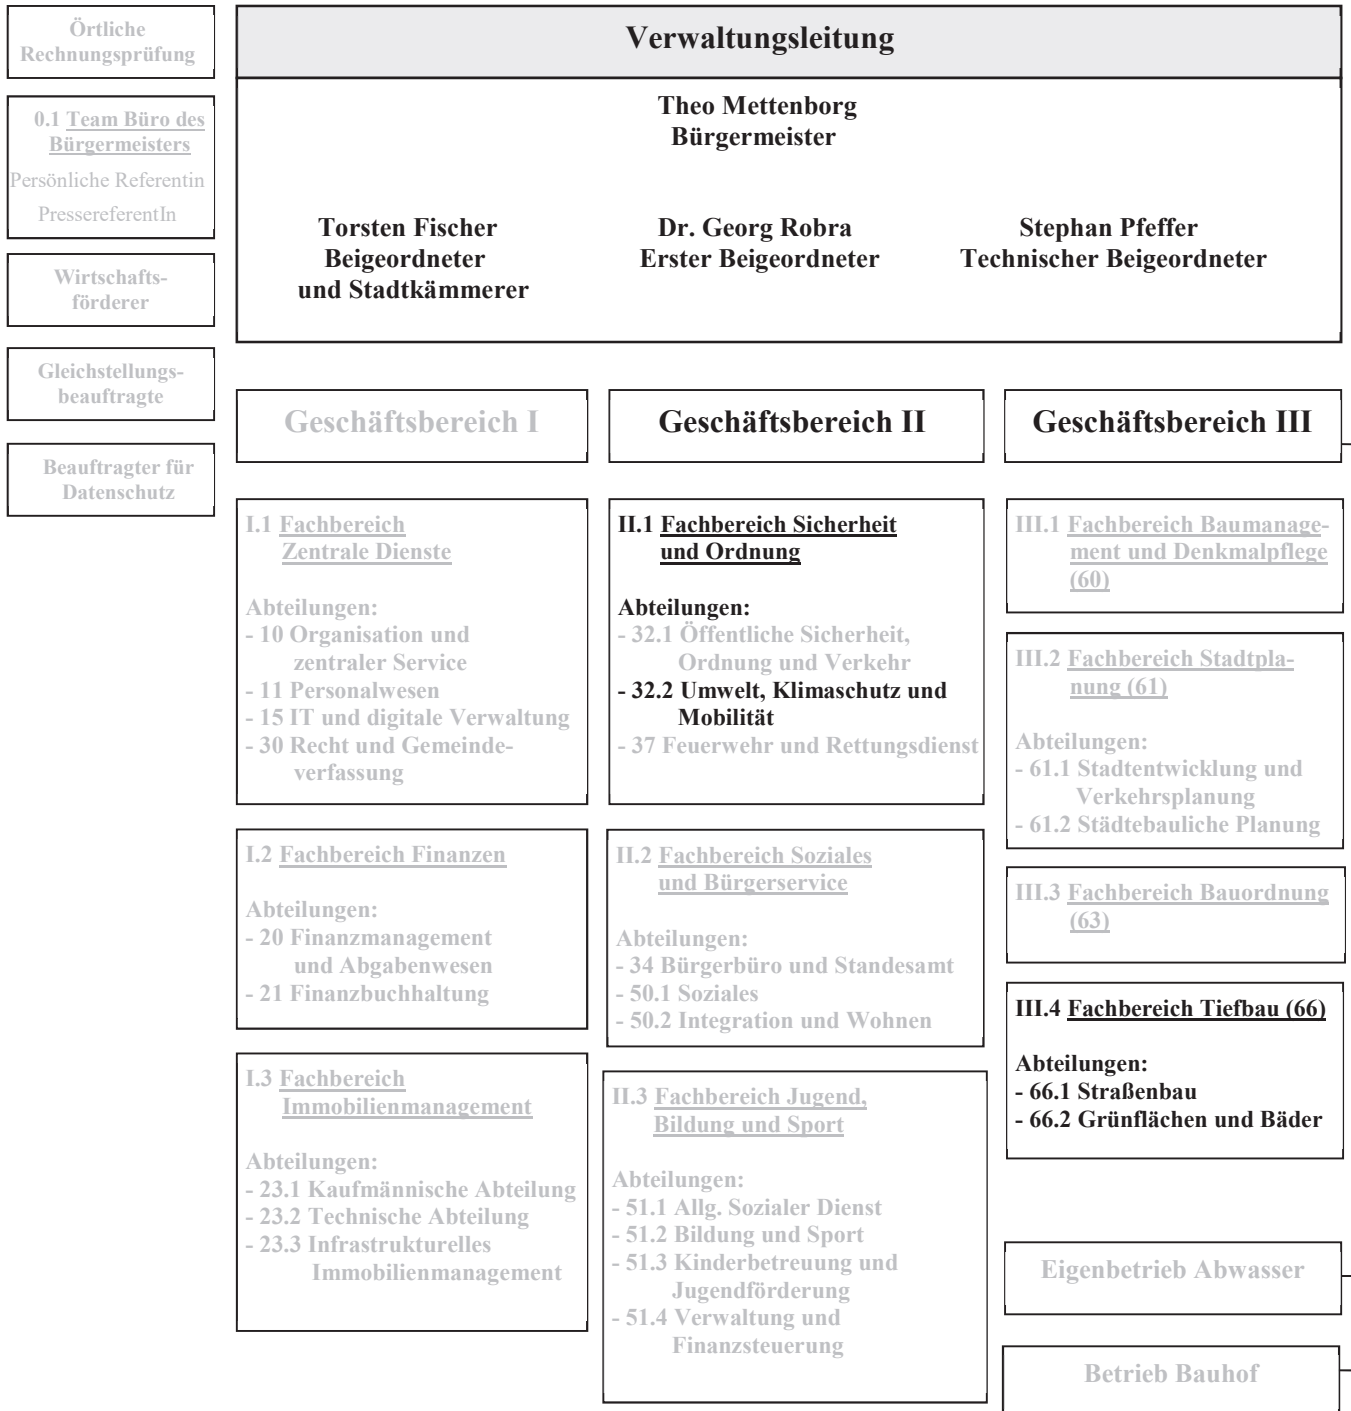 Örtliche
Rechnungsprüfung
0.1 Team Büro des
Bürgermeisters
Persönliche Referentin
PressereferentIn
Wirtschafts-
förderer
Gleichstellungs-
beauftragte
Beauftragter für
Datenschutz
Verwaltungsleitung
Theo Mettenborg
Bürgermeister
Torsten Fischer
Beigeordneter
und Stadtkämmerer
Dr. Georg Robra
Erster Beigeordneter
Stephan Pfeffer
Technischer Beigeordneter
Geschäftsbereich I
I.1 Fachbereich
Zentrale Dienste
Abteilungen:
- 10 Organisation und
zentraler Service
- 11 Personalwesen
- 15 IT und digitale Verwaltung
- 30 Recht und Gemeinde-
verfassung
I.2 Fachbereich Finanzen
Abteilungen:
- 20 Finanzmanagement
und Abgabenwesen
- 21 Finanzbuchhaltung
I.3 Fachbereich
Immobilienmanagement
Abteilungen:
- 23.1 Kaufmännische Abteilung
- 23.2 Technische Abteilung
- 23.3 Infrastrukturelles
Immobilienmanagement
Geschäftsbereich II
II.1 Fachbereich Sicherheit
und Ordnung
Abteilungen:
- 32.1 Öffentliche Sicherheit,
Ordnung und Verkehr
- 32.2 Umwelt, Klimaschutz und
Mobilität
- 37 Feuerwehr und Rettungsdienst
II.2 Fachbereich Soziales
und Bürgerservice
Abteilungen:
- 34 Bürgerbüro und Standesamt
- 50.1 Soziales
- 50.2 Integration und Wohnen
II.3 Fachbereich Jugend,
Bildung und Sport
Abteilungen:
- 51.1 Allg. Sozialer Dienst
- 51.2 Bildung und Sport
- 51.3 Kinderbetreuung und
Jugendförderung
- 51.4 Verwaltung und
Finanzsteuerung
Geschäftsbereich III
III.1 Fachbereich Baumanage-
ment und Denkmalpflege
(60)
III.2 Fachbereich Stadtpla-
nung (61)
Abteilungen:
- 61.1 Stadtentwicklung und
Verkehrsplanung
- 61.2 Städtebauliche Planung
III.3 Fachbereich Bauordnung
(63)
III.4 Fachbereich Tiefbau (66)
Abteilungen:
- 66.1 Straßenbau
- 66.2 Grünflächen und Bäder
Eigenbetrieb Abwasser
Betrieb Bauhof